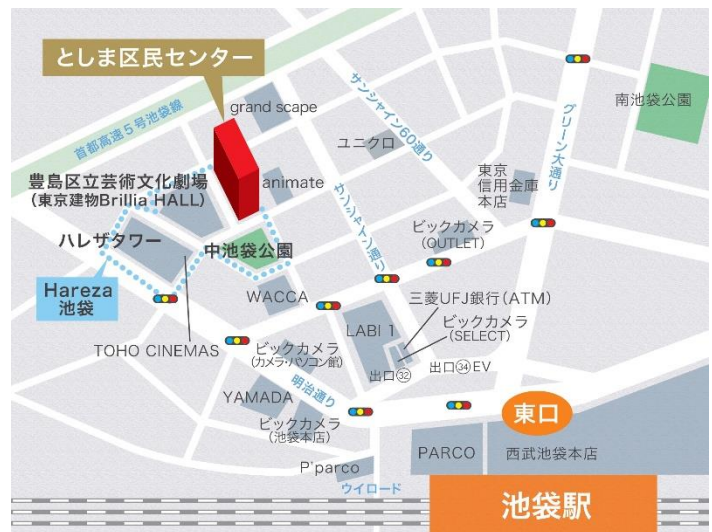 としま区民センター
grand scape
首都高速5号池袋線
サンシャイン60通り
グリーン大通り
南池袋公園
ユニクロ
豊島区立芸術文化劇場
(東京建物Brillia HALL)
animate
サンシャイン通り
東京
信用金庫
本店
ハレザタワー
中池袋公園
ビックカメラ
(OUTLET)
Hareza
池袋
WACCA
三菱UFJ銀行(ATM)
LABI 1
ビックカメラ
(SELECT)
TOHO CINEMAS
ビックカメラ
(カメラ・パソコン館)
出口㉜
出口㉞EV
明治通り
YAMADA
ビックカメラ
(池袋本店)
東口
P'parco
PARCO
西武池袋本店
ウイロード
池袋駅